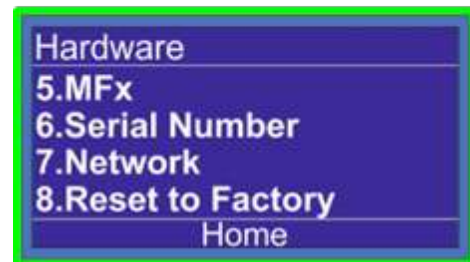 Hardware
5.MFx
6.Serial Number
7.Network
8.Reset to Factory
Home